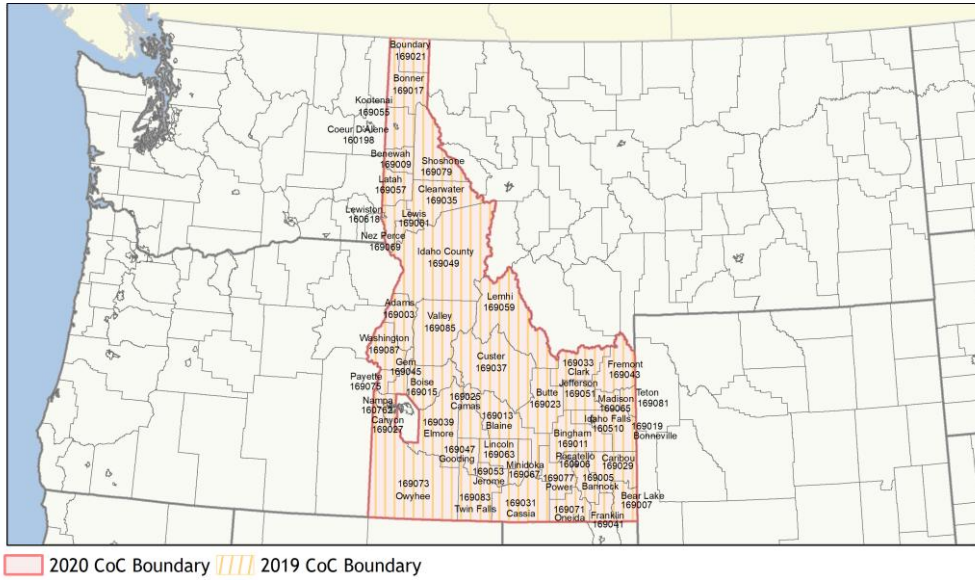 Boundary
169021
Bonner
169017
Kootenai
169055
Coeur D'Alene
160198
Benewah
169009
Shoshone
169079
Latah
169057
Clearwater
169035
Lewiston
160618
Lewis
169061
Nez Perce
169069
Idaho County
169049
Lemhi
169059
Adams
169003
Valley
169085
Washington
169087
Custer
169037
169033
Clark
Fremont
169043
Gem
169045
Payette
169075
Boise
169015
Jefferson
169051
Butte
169023
Madison
169065
Teton
169081
169025
Camas
Nampa
160762
Canyon
169027
169013
Blaine
Idaho Falls
160510
169019
Bonneville
169039
Elmore
Bingham
169011
Lincoln
169063
169047
Gooding
Pocatello
Caribou
169029
Minidoka
169067
169053
Jerome
169077
Power
169005
Bannock
169073
Owyhee
169083
Twin Falls
169031
Cassia
Bear Lake
169007
169071
Oneida
Franklin
169041
2020 CoC Boundary 2019 CoC Boundary